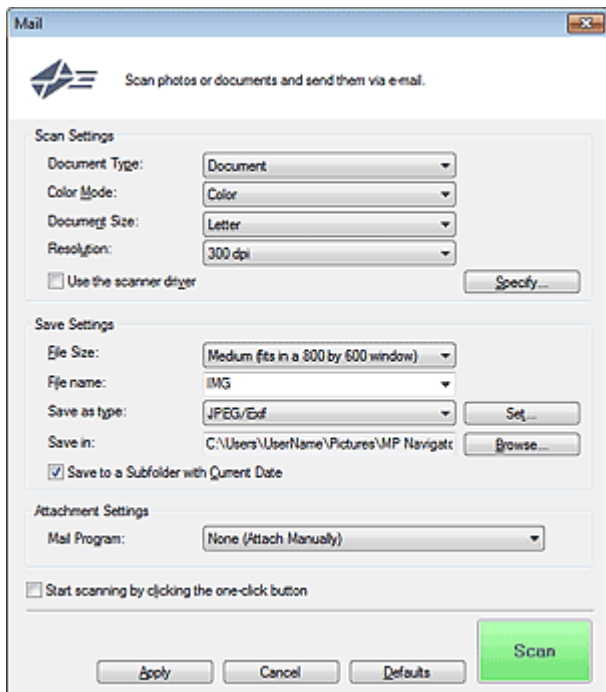 Mail
Scan photos or documents and send them via e-mail.
Scan Settings
Document Type: Document
Color Mode: Color
Document Size: Letter
Resolution: 300 dpi
Use the scanner driver Specify...
Save Settings
File Size: Medium (fits in a 800 by 600 window)
File name: IMG
Save as type: JPEG/Exif Set...
Save in: C:\Users\UserName\Pictures\MP Navigato Browse...
Save to a Subfolder with Current Date
Attachment Settings
Mail Program: None (Attach Manually)
Start scanning by clicking the one-click button
Scan
Apply Cancel Defaults